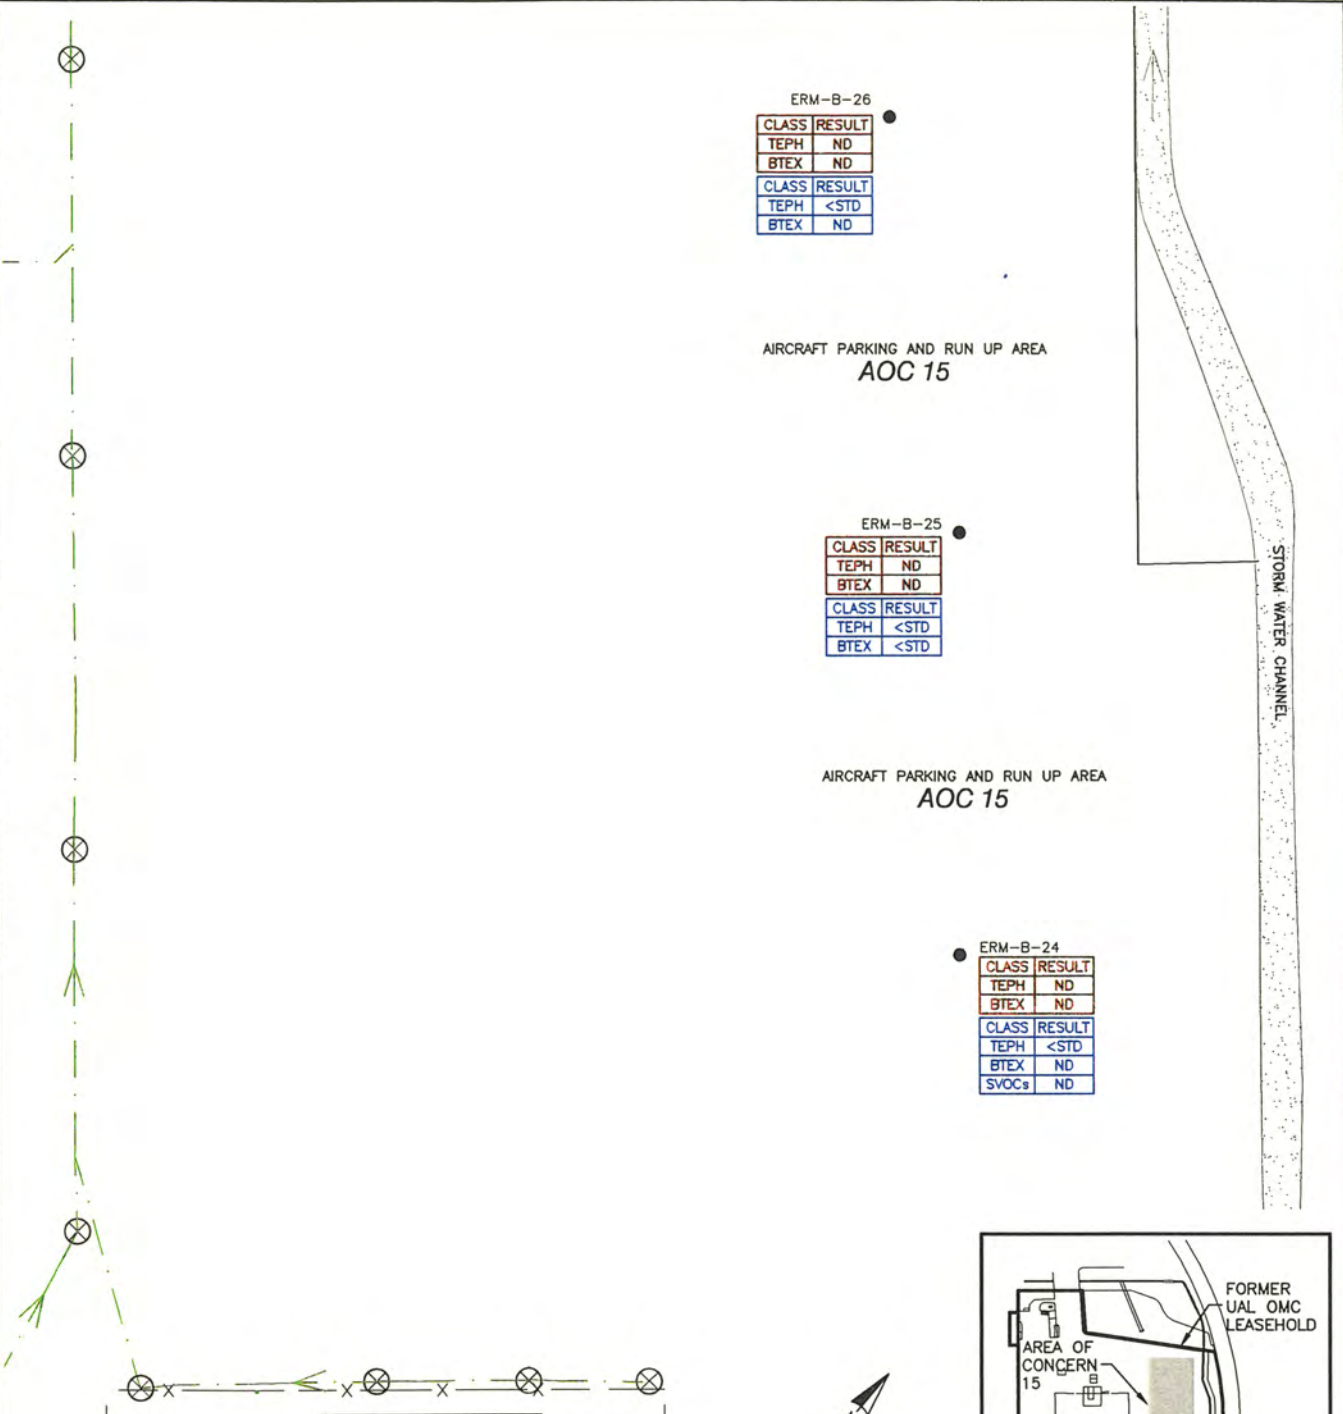 ERM-B-26
CLASS RESULT
TEPH ND
BTEX ND
CLASS RESULT
TEPH <STD
BTEX ND
AIRCRAFT PARKING AND RUN UP AREA
AOC 15
ERM-B-25
CLASS RESULT
TEPH ND
BTEX ND
CLASS RESULT
TEPH <STD
BTEX <STD
STORM WATER CHANNEL
AIRCRAFT PARKING AND RUN UP AREA
AOC 15
ERM-B-24
CLASS RESULT
TEPH ND
BTEX ND
CLASS RESULT
TEPH <STD
BTEX ND
SVOCs ND
FORMER
UAL OMC
LEASEHOLD
AREA OF
CONCERN
15